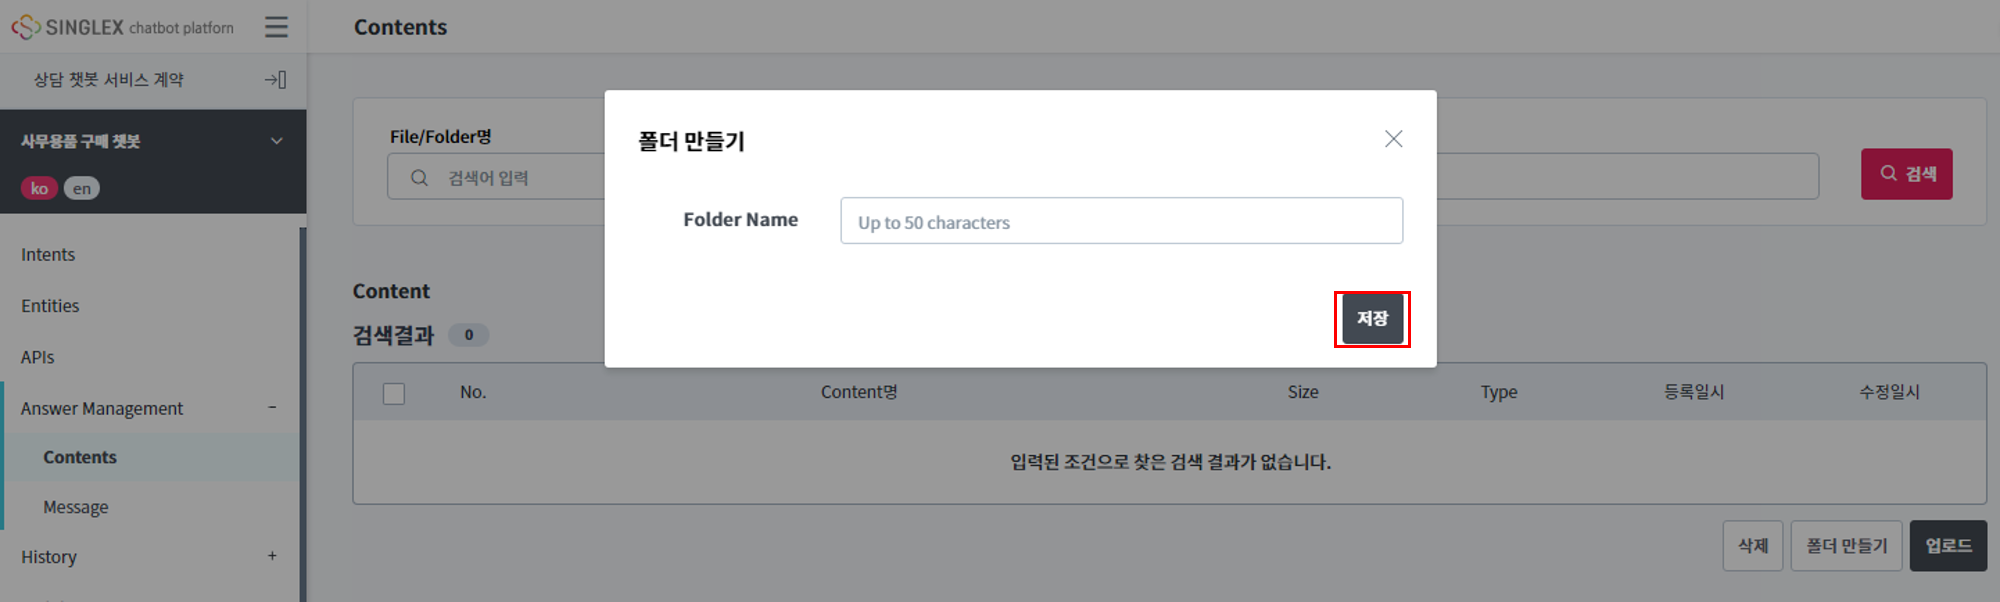 SINGLEX chatbot platforn
Contents
상담 챗봇 서비스 계약
사무용품 구매 챗봇
ko en
Intents
Entities
APIs
Answer Management
Contents
Message
History
File/Folder명
검색어 입력
검색
폴더 만들기
Folder Name
Up to 50 characters
저장
Content
검색결과 0
No. Content명 Size Type 등록일시 수정일시
입력된 조건으로 찾은 검색 결과가 없습니다.
삭제 폴더 만들기 업로드